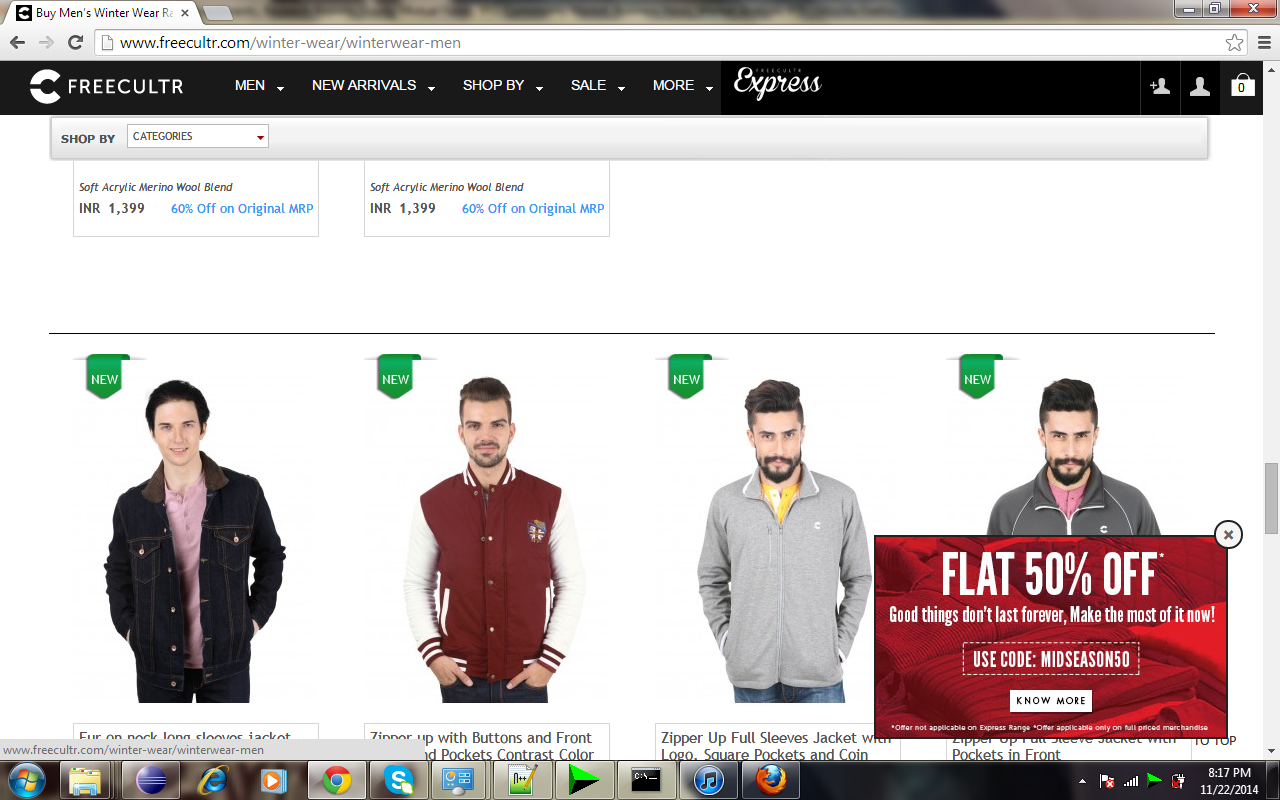 Buy Men's Winter Wear Ra
www.freecultr.com/winter-wear/winterwear-men
FREECULTR
MEN
NEW ARRIVALS
SHOP BY
SALE
MORE
FREECULTR
Express
0
SHOP BY
CATEGORIES
Soft Acrylic Merino Wool Blend
INR 1,399
60% Off on Original MRP
Soft Acrylic Merino Wool Blend
INR 1,399
60% Off on Original MRP
NEW
NEW
NEW
NEW
FLAT 50% OFF*
Good things don't last forever, Make the most of it now!
USE CODE: MIDSEASON50
KNOW MORE
*Offer not applicable on Express Range *Offer applicable only on full priced merchandise
Fur on neck long sleeves jacket
Zipper up with Buttons and Front
nd Pockets Contrast Color
Zipper Up Full Sleeves Jacket with
Logo, Square Pockets and Coin
Zipper Up Full Sleeve Jacket with
Pockets in Front
TO TOP
www.freecultr.com/winter-wear/winterwear-men
N++
C:\.
8:17 PM
11/22/2014